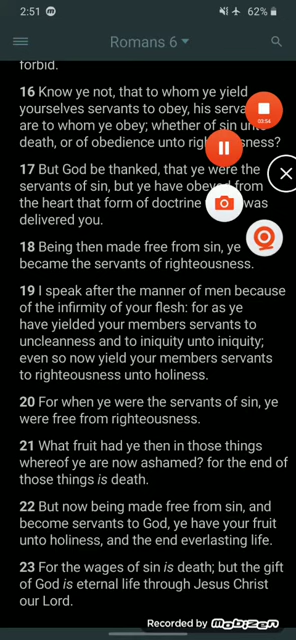 2:51 62%
Romans 6
forbid.
16 Know ye not, that to whom ye yield
yourselves servants to obey, his
are to whom ye obey; whether of sin
death, or of obedience unto
17 But God be thanked, that ye were the
servants of sin, but ye have from
the heart that form of doctrine was
delivered you.
03:54
18 Being then made free from sin, ye
became the servants of righteousness.
19 I speak after the manner of men because
of the infirmity of your flesh: for as ye
have yielded your members servants to
uncleanness and to iniquity unto iniquity;
even so now yield your members servants
to righteousness unto holiness.
20 For when ye were the servants of sin, ye
were free from righteousness.
21 What fruit had ye then in those things
whereof ye are now ashamed? for the end of
those things is death.
22 But now being made free from sin, and
become servants to God, ye have your fruit
unto holiness, and the end everlasting life.
23 For the wages of sin is death; but the gift
of God is eternal life through Jesus Christ
our Lord.
Recorded by Mobizen